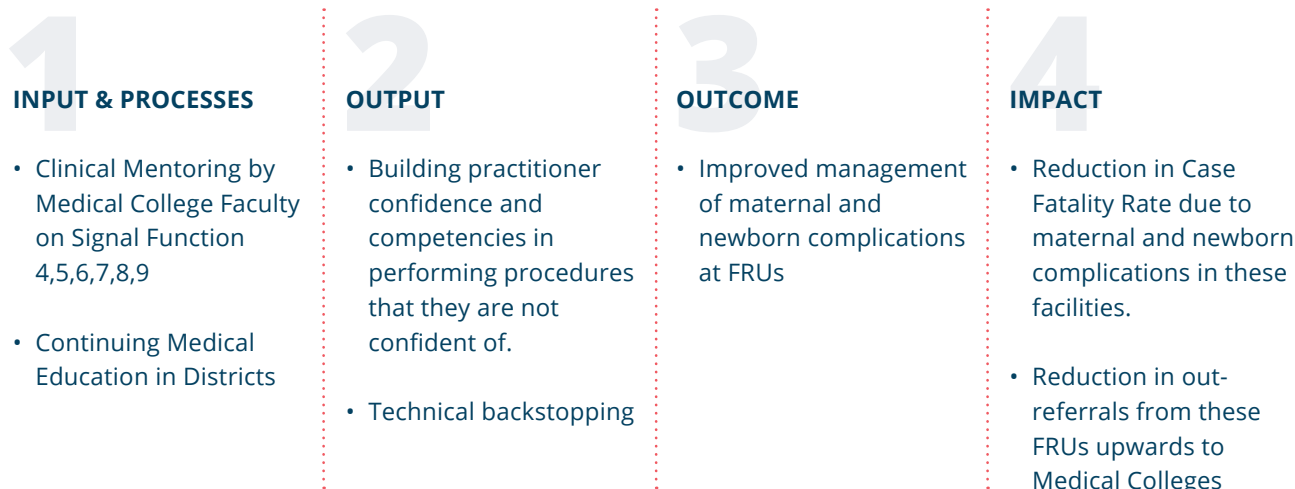 1
INPUT & PROCESSES
• Clinical Mentoring by
Medical College Faculty
on Signal Function
4,5,6,7,8,9
• Continuing Medical
Education in Districts
2
OUTPUT
• Building practitioner
confidence and
competencies in
performing procedures
that they are not
confident of.
• Technical backstopping
3
OUTCOME
• Improved management
of maternal and
newborn complications
at FRUs
4
IMPACT
• Reduction in Case
Fatality Rate due to
maternal and newborn
complications in these
facilities.
• Reduction in out-
referrals from these
FRUs upwards to
Medical Colleges